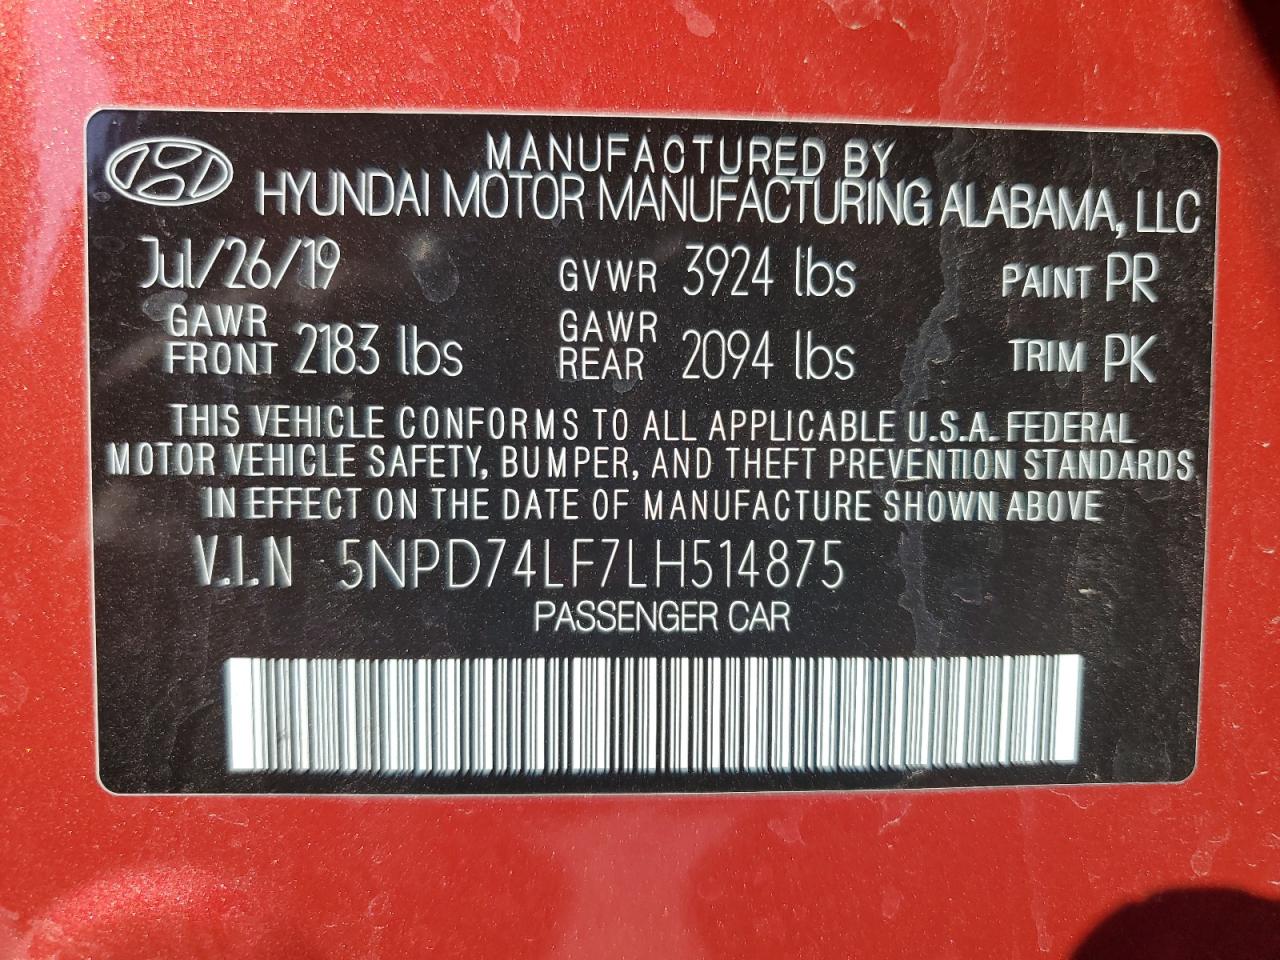 MANUFACTURED BY
HYUNDAI MOTOR MANUFACTURING ALABAMA, LLC
Jul/26/19 GVWR 3924 lbs PAINT PR
GAWR FRONT 2183 lbs GAWR REAR 2094 lbs TRIM PK
THIS VEHICLE CONFORMS TO ALL APPLICABLE U.S.A. FEDERAL
MOTOR VEHICLE SAFETY, BUMPER, AND THEFT PREVENTION STANDARDS
IN EFFECT ON THE DATE OF MANUFACTURE SHOWN ABOVE
V.I.N 5NPD74LF7LH514875
PASSENGER CAR